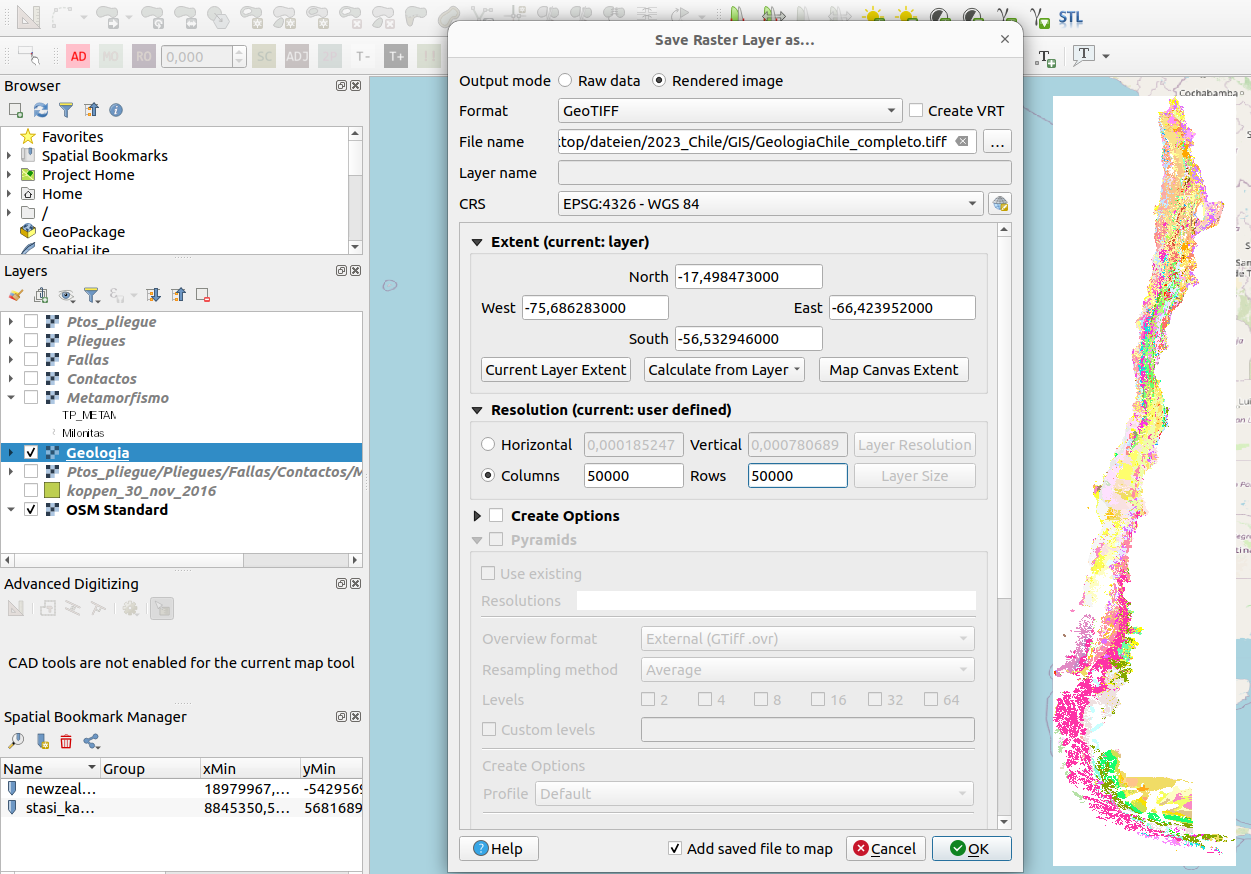 STL
AD MO RO 0,000 SC ADJ T- T+
T T
Save Raster Layer as...
Output mode Raw data Rendered image
Format GeoTIFF Create VRT
File name :top/dateien/2023_Chile/GIS/GeologiaChile_completo.tiff ...
Layer name
CRS EPSG:4326 - WGS 84
Extent (current: layer)
North -17,498473000
West -75,686283000 East -66,423952000
South -56,532946000
Current Layer Extent Calculate from Layer Map Canvas Extent
Resolution (current: user defined)
Horizontal 0,000185247 Vertical 0,000780689 Layer Resolution
Columns 50000 Rows 50000 Layer Size
Create Options
Pyramids
Use existing
Resolutions
Overview format External (GTiff .ovr)
Resampling method Average
Levels 2 4 8 16 32 64
Custom levels
Create Options
Profile Default
Help Add saved file to map Cancel OK
Browser
Favorites
Spatial Bookmarks
Project Home
Home
/
GeoPackage
SpatiaLite
Layers
Ptos_pliegue
Pliegues
Fallas
Contactos
Metamorfismo
TP_METAM
Milonitas
Geologia
Ptos_pliegue/Pliegues/Fallas/Contactos/M
koppen_30_nov_2016
OSM Standard
Advanced Digitizing
CAD tools are not enabled for the current map tool
Spatial Bookmark Manager
Name Group xMin yMin
newzeal... 18979967,... -5429569
stasi_ka... 8845350,5... 5681689
Cochabamba